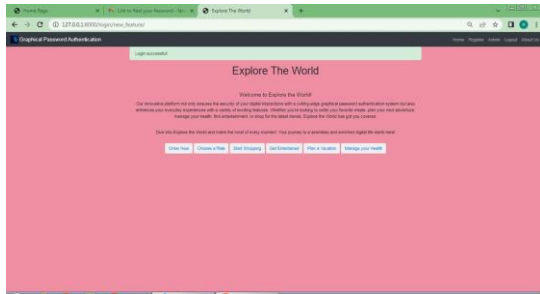 Home Page
Explore The World
127.0.0.1:8000/login/new_feature/
Graphical Password Authentication
Home Register Admin Logout About Us
Login successful!
Explore The World
Welcome to Explore the World!
Our innovative platform not only ensures the security of your digital interactions with a cutting-edge graphical password authentication system but also
enhances your everyday experiences with a variety of exciting features. Whether you're looking to order your favorite meals, plan your next adventure,
manage your health, find entertainment, or shop for the latest trends, Explore the World has got you covered.
Dive into Explore the World and make the most of every moment. Your journey to a seamless and enriched digital life starts here!
Order Now Choose a Ride Start Shopping Get Entertained Plan a Vacation Manage your Health